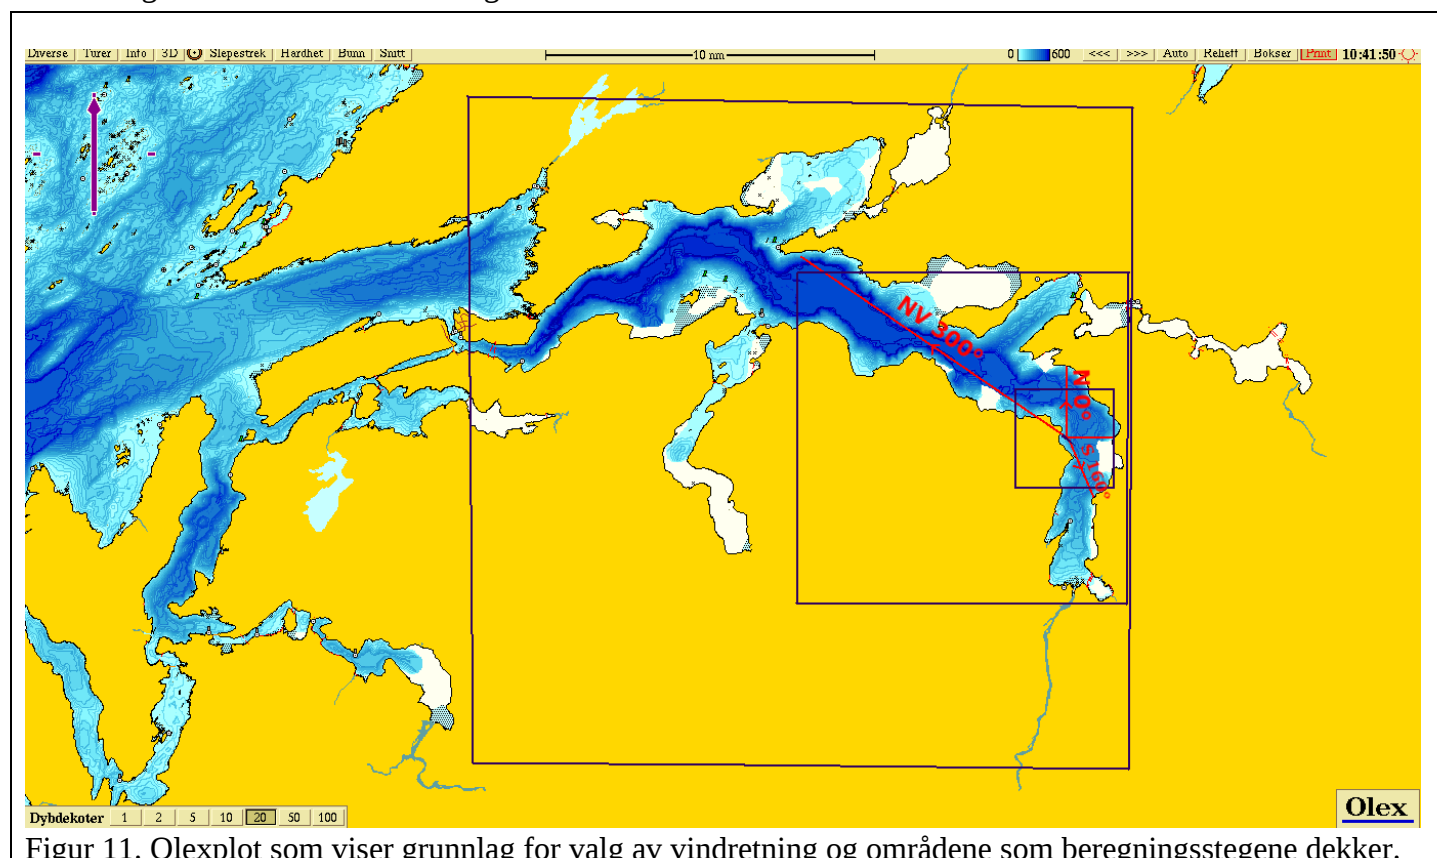 Diverse Turer Info 3D Slepestrek Hardhet Bunn Snitt 10 nm 0 600 <<< >>> Auto Relieff Bokser Print 10:41:50
NV 300°
N 0°
S 160°
Dybdekoter 1 2 5 10 20 50 100
Olex
Figur 11. Olexplot som viser grunnlag for valg av vindretning og områdene som beregningsstegene dekker.